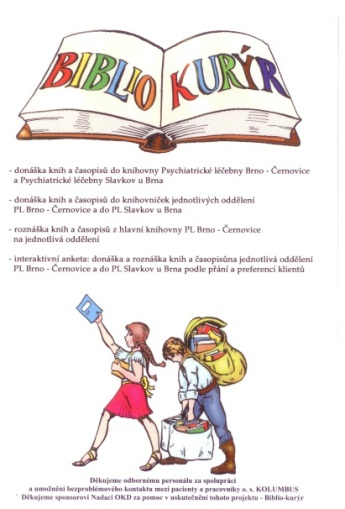 BIBLIO KURÝR
- donáška knih a časopisů do knihovny Psychiatrické léčebny Brno - Černovice
a Psychiatrické léčebny Slavkov u Brna
- donáška knih a časopisů do knihovniček jednotlivých oddělení
PL Brno - Černovice a do PL Slavkov u Brna
- roznáška knih a časopisů z hlavní knihovny PL Brno - Černovice
na jednotlivá oddělení
- interaktivní anketa: donáška a roznáška knih a časopisůna jednotlivá oddělení
PL Brno - Černovice a do PL Slavkov u Brna podle přání a preferencí klientů
Děkujeme odbornému personálu za spolupráci
a umožnění bezproblémového kontaktu mezi pacienty a pracovníky o. s. KOLUMBUS
Děkujeme sponsorovi Nadaci OKD za pomoc v uskutečnění tohoto projektu - Biblio-kurýr